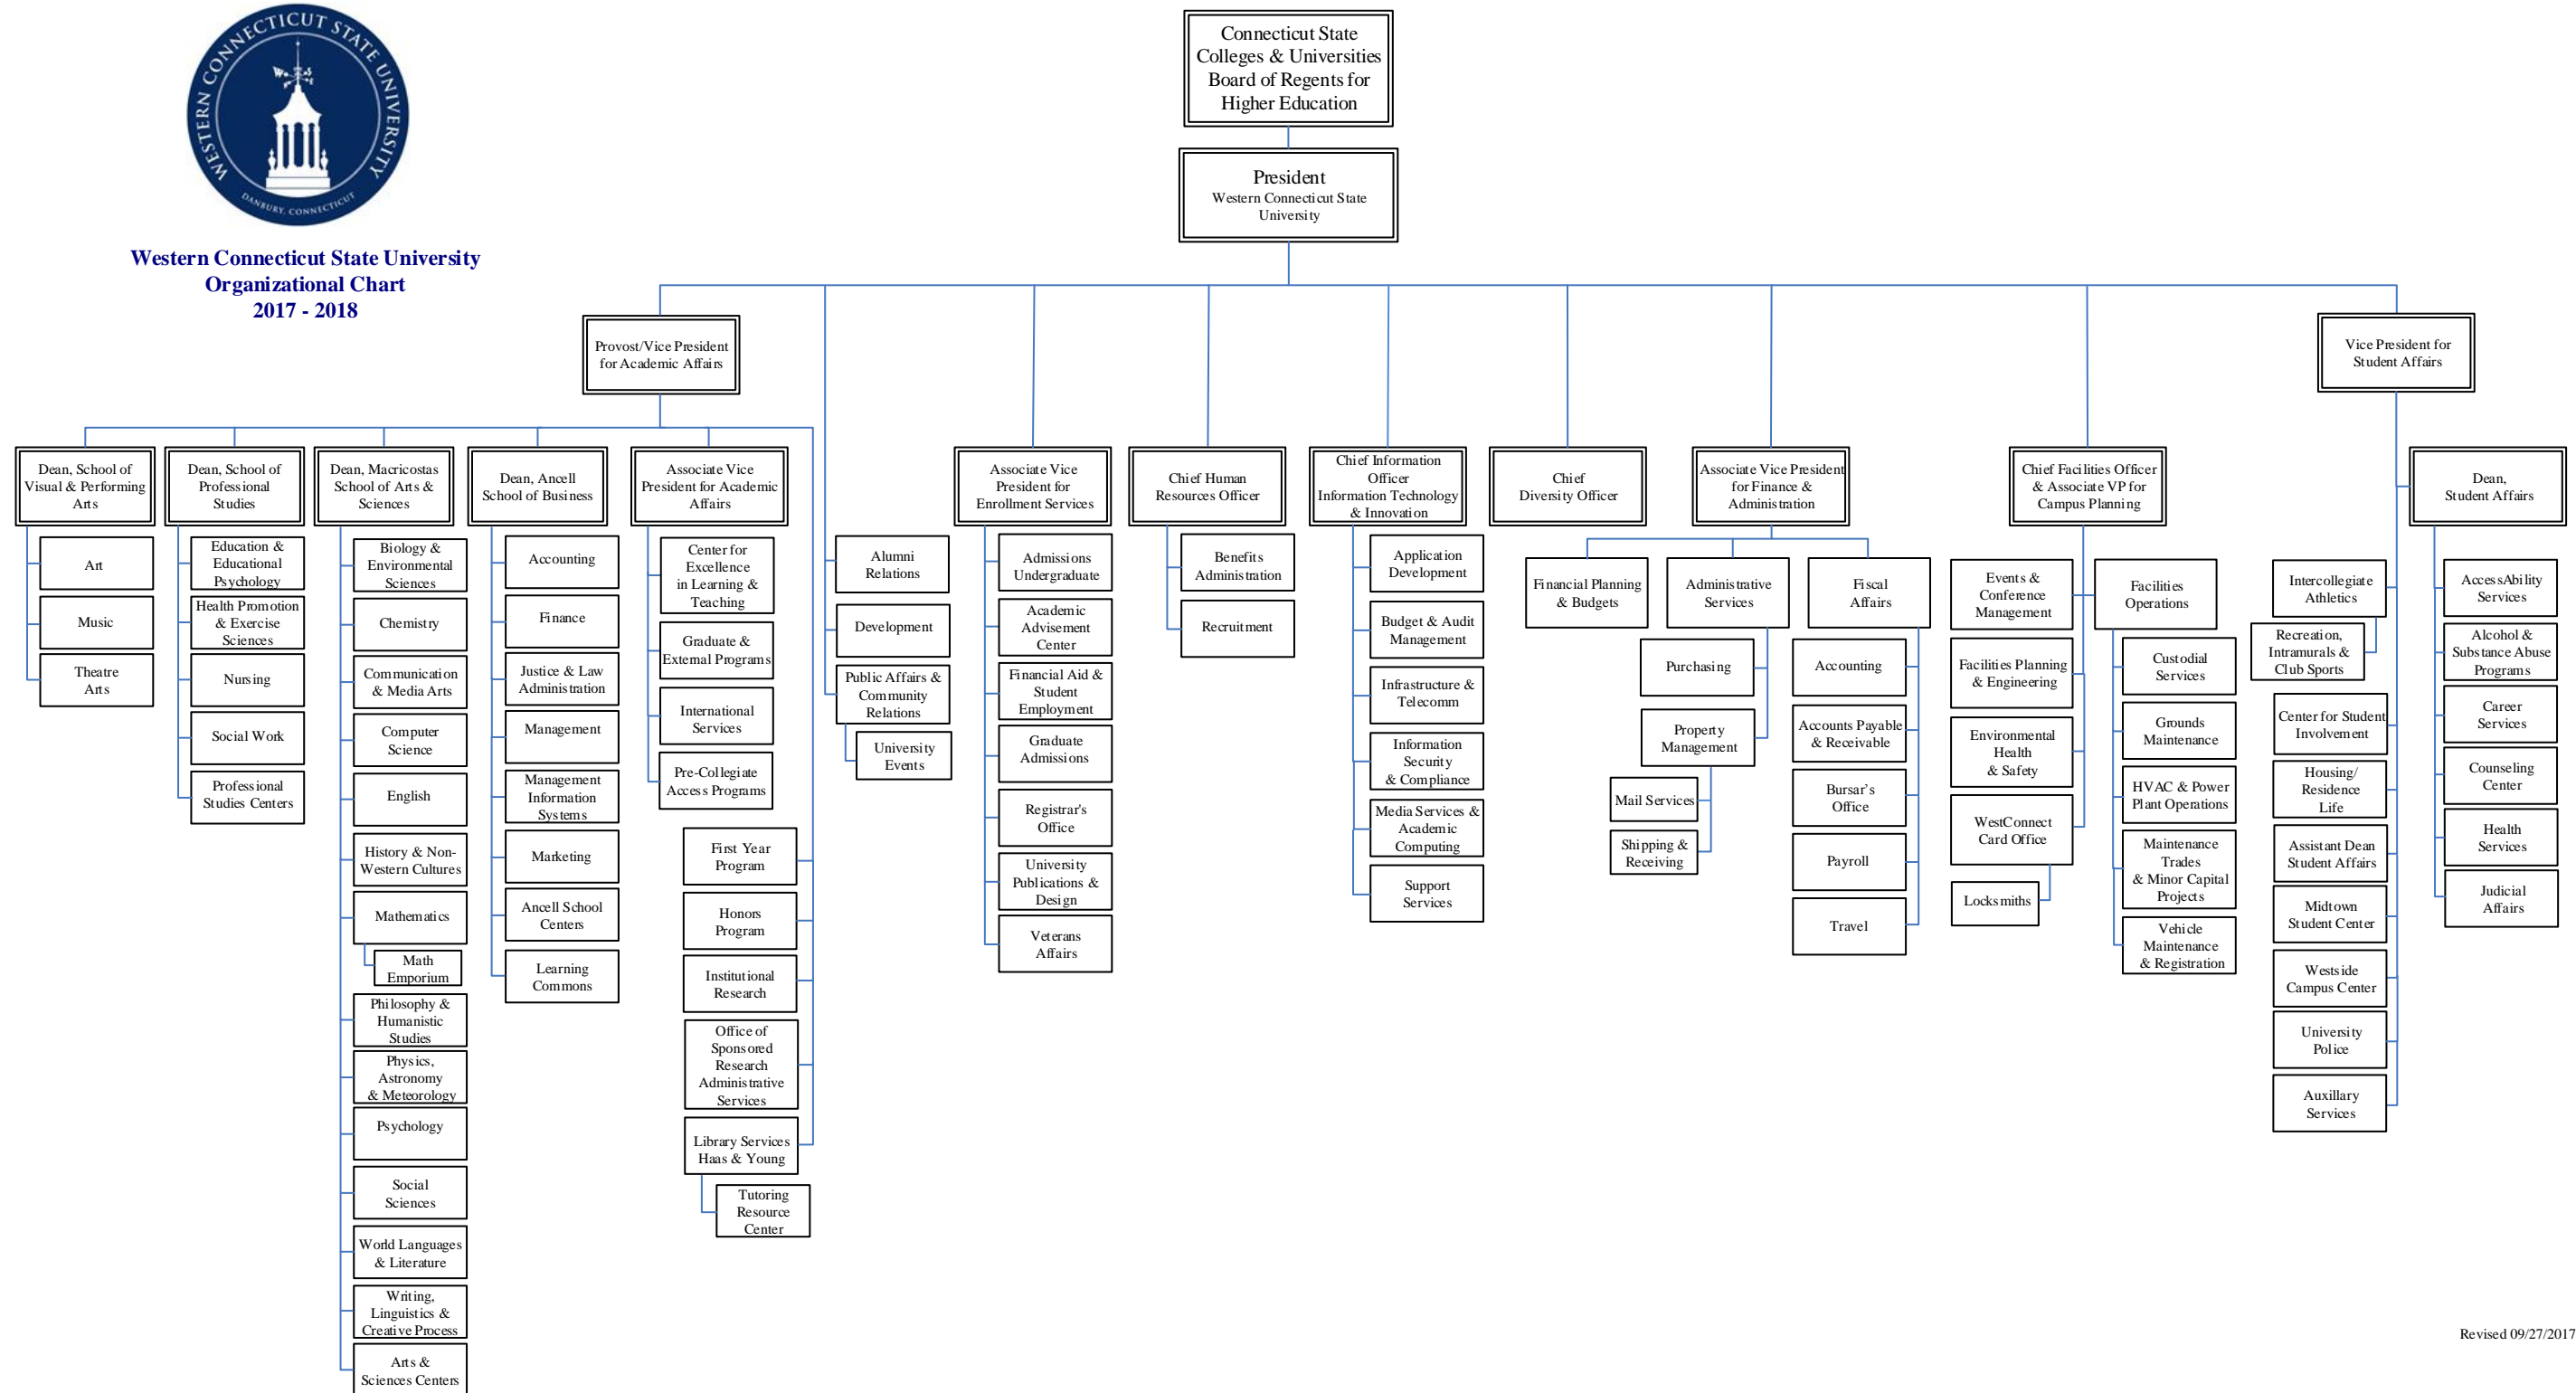 WESTERN CONNECTICUT STATE UNIVERSITY
W S
F E
DANBURY, CONNECTICUT
Western Connecticut State University
Organizational Chart
2017 - 2018
Connecticut State
Colleges & Universities
Board of Regents for
Higher Education
President
Western Connecticut State
University
Provost/Vice President
for Academic Affairs
Vice President for
Student Affairs
Dean, School of
Visual & Performing
Arts
Art
Music
Theatre
Arts
Dean, School of
Professional
Studies
Education &
Educational
Psychology
Health Promotion
& Exercise
Sciences
Nursing
Social Work
Professional
Studies Centers
Dean, Macricostas
School of Arts &
Sciences
Biology &
Environmental
Sciences
Chemistry
Communication
& Media Arts
Computer
Science
English
History & Non-
Western Cultures
Mathematics
Math
Emporium
Philosophy &
Humanistic
Studies
Physics,
Astronomy
& Meteorology
Psychology
Social
Sciences
World Languages
& Literature
Writing,
Linguistics &
Creative Process
Arts &
Sciences Centers
Dean, Ancell
School of Business
Accounting
Finance
Justice & Law
Administration
Management
Management
Information
Systems
Marketing
Ancell School
Centers
Learning
Commons
Associate Vice
President for Academic
Affairs
Center for
Excellence
in Learning &
Teaching
Graduate &
External Programs
International
Services
Pre-Collegiate
Access Programs
First Year
Program
Honors
Program
Institutional
Research
Office of
Sponsored
Research
Administrative
Services
Library Services
Haas & Young
Tutoring
Resource
Center
Alumni
Relations
Development
Public Affairs &
Community
Relations
University
Events
Associate Vice
President for
Enrollment Services
Admissions
Undergraduate
Academic
Advisement
Center
Financial Aid &
Student
Employment
Graduate
Admissions
Registrar's
Office
University
Publications &
Design
Veterans
Affairs
Chief Human
Resources Officer
Benefits
Administration
Recruitment
Chief Information
Officer
Information Technology
& Innovation
Application
Development
Budget & Audit
Management
Infrastructure &
Telecomm
Information
Security
& Compliance
Media Services &
Academic
Computing
Support
Services
Chief
Diversity Officer
Associate Vice President
for Finance &
Administration
Financial Planning
& Budgets
Administrative
Services
Purchasing
Property
Management
Mail Services
Shipping &
Receiving
Fiscal
Affairs
Accounting
Accounts Payable
& Receivable
Bursar’s
Office
Payroll
Travel
Chief Facilities Officer
& Associate VP for
Campus Planning
Events &
Conference
Management
Facilities Planning
& Engineering
Environmental
Health
& Safety
WestConnect
Card Office
Locksmiths
Facilities
Operations
Custodial
Services
Grounds
Maintenance
HVAC & Power
Plant Operations
Maintenance
Trades
& Minor Capital
Projects
Vehicle
Maintenance
& Registration
Intercollegiate
Athletics
Recreation,
Intramurals &
Club Sports
Center for Student
Involvement
Housing/
Residence
Life
Assistant Dean
Student Affairs
Midtown
Student Center
Westside
Campus Center
University
Police
Auxillary
Services
Dean,
Student Affairs
AccessAbility
Services
Alcohol &
Substance Abuse
Programs
Career
Services
Counseling
Center
Health
Services
Judicial
Affairs
Revised 09/27/2017